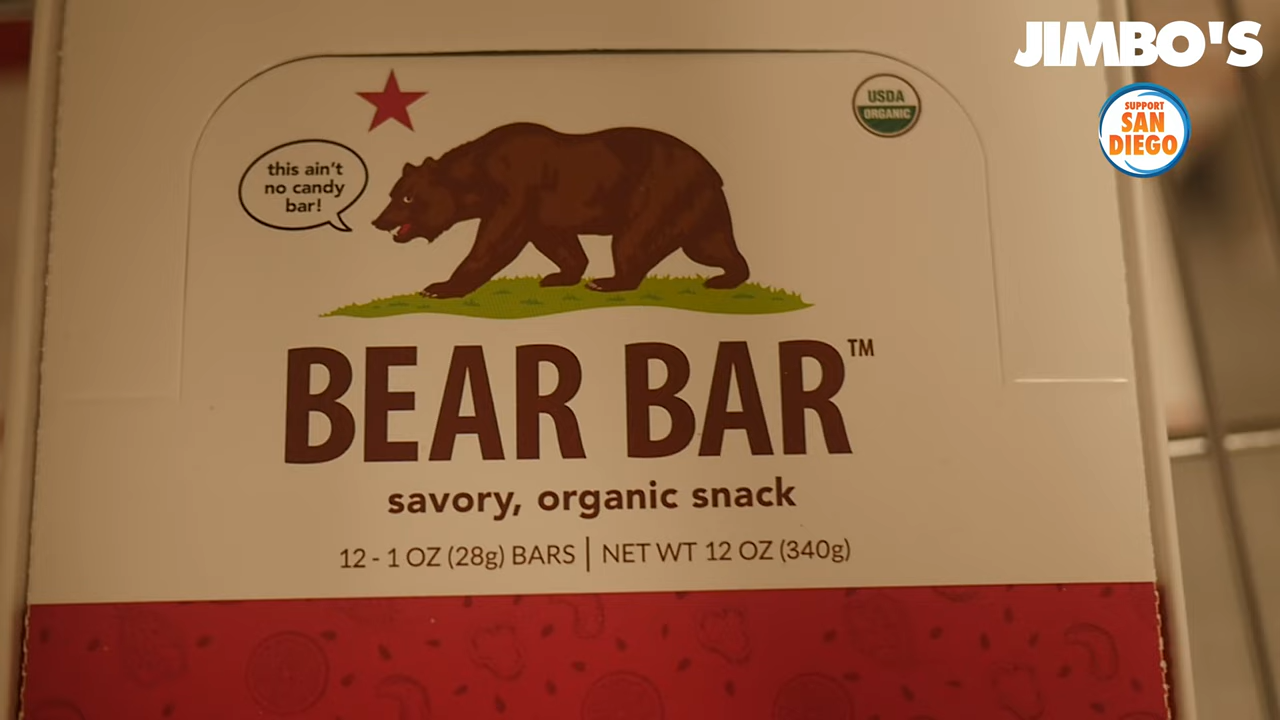 JIMBO'S
SUPPORT
SAN
DIEGO
USDA
ORGANIC
this ain't
no candy
bar!
BEAR BAR™
savory, organic snack
12 - 1 OZ (28g) BARS | NET WT 12 OZ (340g)